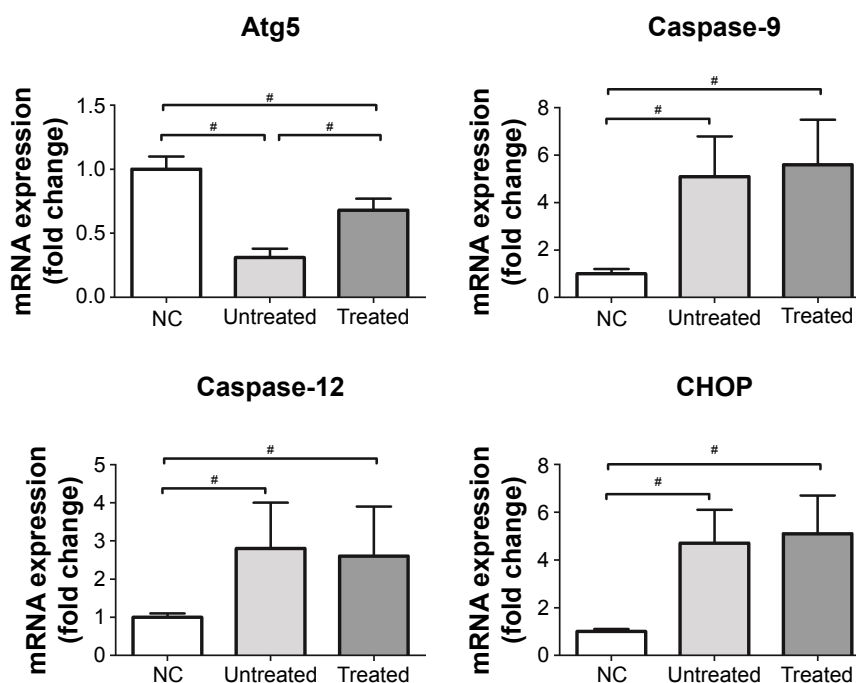 Atg5
mRNA expression
(fold change)
1.5
1.0
0.5
0.0
#
#
#
NC
Untreated
Treated
Caspase-9
mRNA expression
(fold change)
8
6
4
2
0
#
#
NC
Untreated
Treated
Caspase-12
mRNA expression
(fold change)
5
4
3
2
1
0
#
#
NC
Untreated
Treated
CHOP
mRNA expression
(fold change)
8
6
4
2
0
#
#
NC
Untreated
Treated